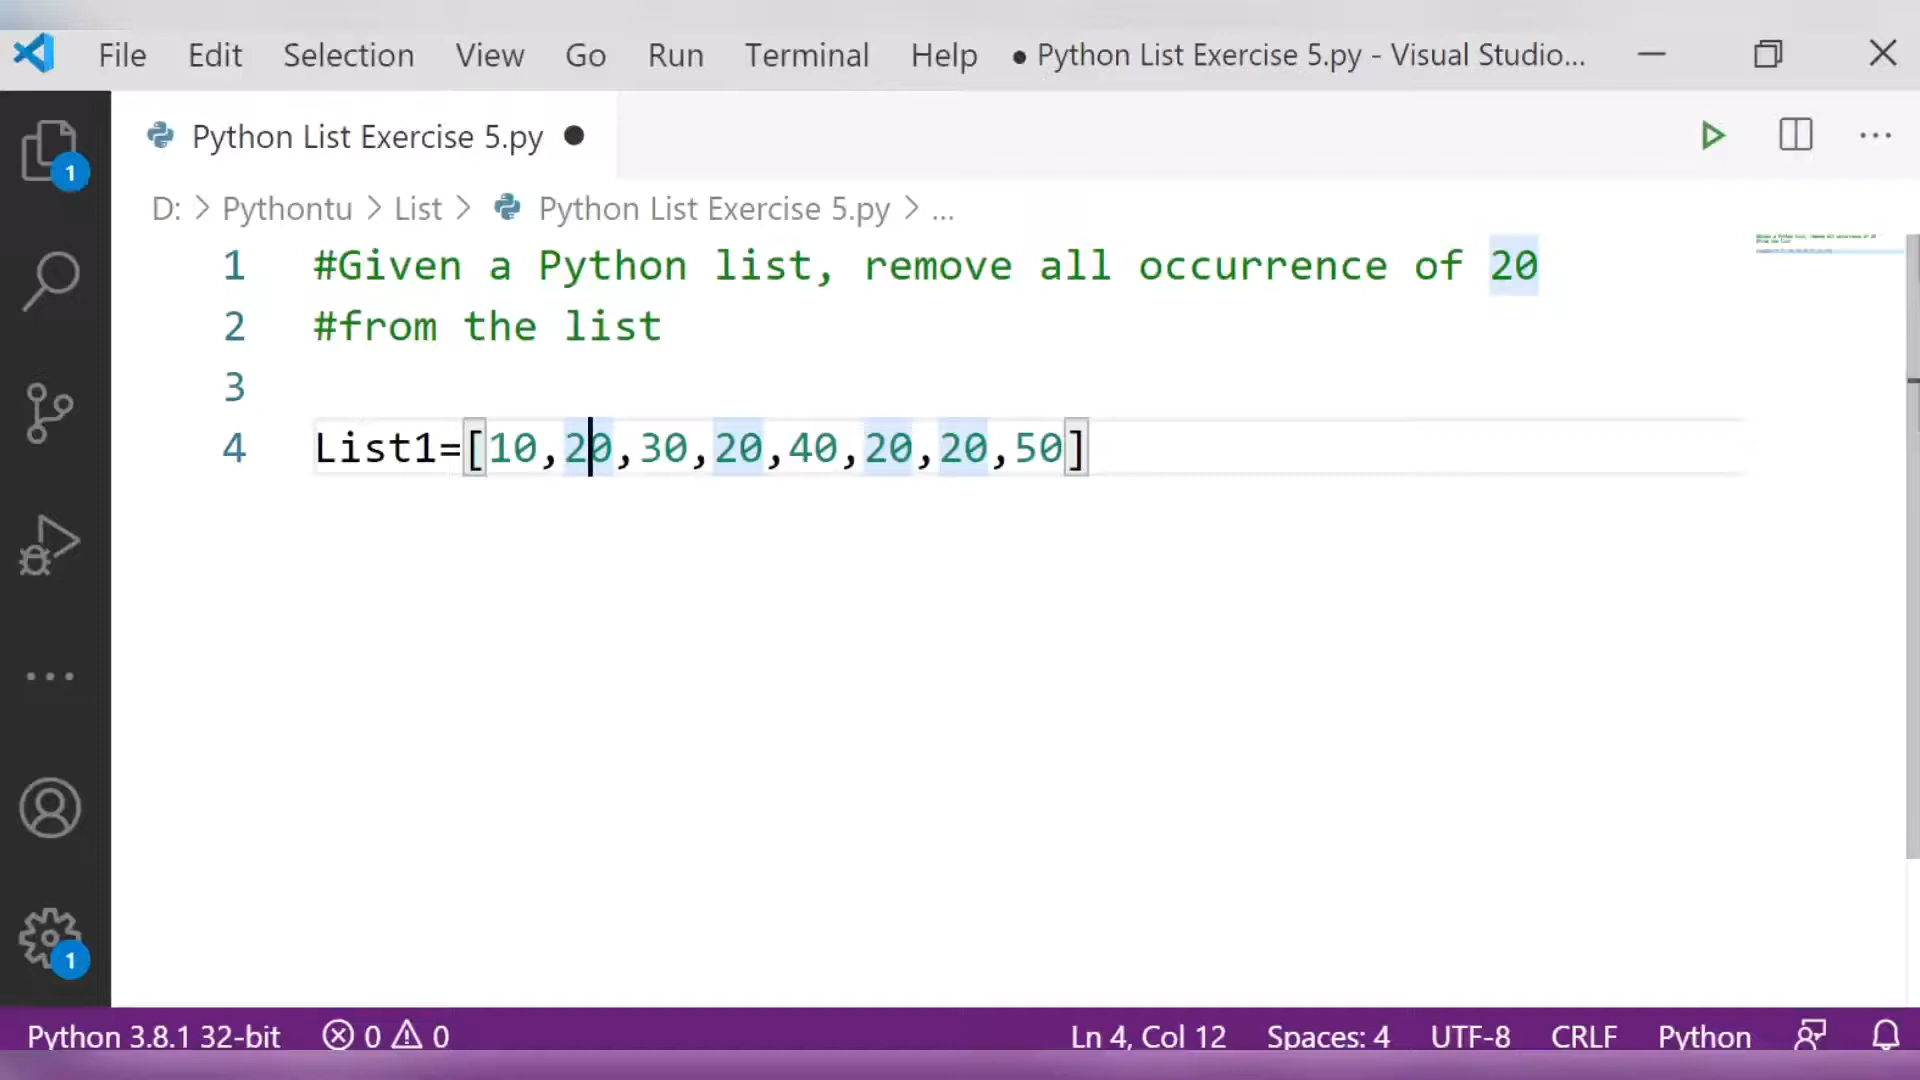 File Edit Selection View Go Run Terminal Help ● Python List Exercise 5.py - Visual Studio...
Python List Exercise 5.py ●
D: > Pythontu > List > Python List Exercise 5.py > ...
1 #Given a Python list, remove all occurrence of 20
2 #from the list
3
4 List1=[10,20,30,20,40,20,20,50]
1
1
Python 3.8.1 32-bit 0 0 Ln 4, Col 12 Spaces: 4 UTF-8 CRLF Python